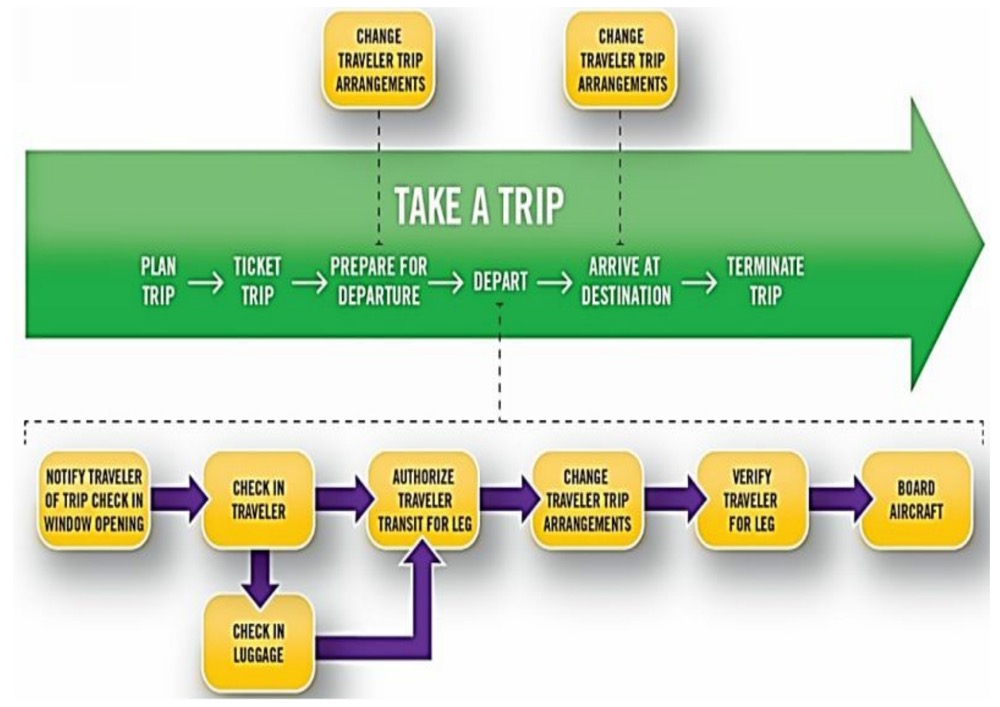 CHANGE
TRAVELER TRIP
ARRANGEMENTS
CHANGE
TRAVELER TRIP
ARRANGEMENTS
TAKE A TRIP
PLAN
TRIP
TICKET
TRIP
PREPARE FOR
DEPARTURE
DEPART
ARRIVE AT
DESTINATION
TERMINATE
TRIP
NOTIFY TRAVELER
OF TRIP CHECK IN
WINDOW OPENING
CHECK IN
TRAVELER
AUTHORIZE
TRAVELER
TRANSIT FOR LEG
CHANGE
TRAVELER TRIP
ARRANGEMENTS
VERIFY
TRAVELER
FOR LEG
BOARD
AIRCRAFT
CHECK IN
LUGGAGE